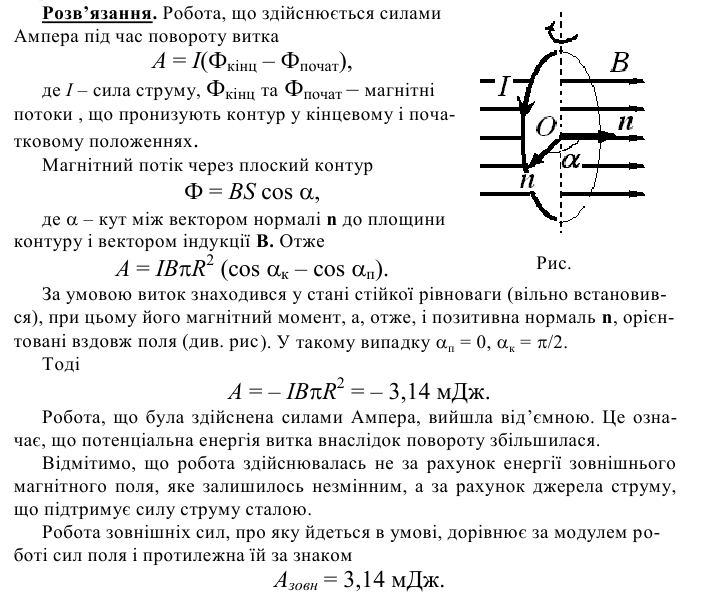 Розв’язання. Робота, що здійснюється силами
Ампера під час повороту витка
A = I(Φкінц – Φпочат),
де I – сила струму, Φкінц та Φпочат – магнітні
потоки , що пронизують контур у кінцевому і поча-
тковому положеннях.
Магнітний потік через плоский контур
Φ = BS cos α,
де α – кут між вектором нормалі n до площини
контуру і вектором індукції B. Отже
A = IBπR² (cos αк – cos αп).
I
B
O
n
α
n
Рис.
За умовою виток знаходився у стані стійкої рівноваги (вільно встановив-
ся), при цьому його магнітний момент, а, отже, і позитивна нормаль n, орієн-
товані вздовж поля (див. рис). У такому випадку αп = 0, αк = π/2.
Тоді
A = – IBπR² = – 3,14 мДж.
Робота, що була здійснена силами Ампера, вийшла від’ємною. Це озна-
чає, що потенціальна енергія витка внаслідок повороту збільшилася.
Відмітимо, що робота здійснювалась не за рахунок енергії зовнішнього
магнітного поля, яке залишилось незмінним, а за рахунок джерела струму,
що підтримує силу струму сталою.
Робота зовнішніх сил, про яку йдеться в умові, дорівнює за модулем ро-
боті сил поля і протилежна їй за знаком
Aзовн = 3,14 мДж.